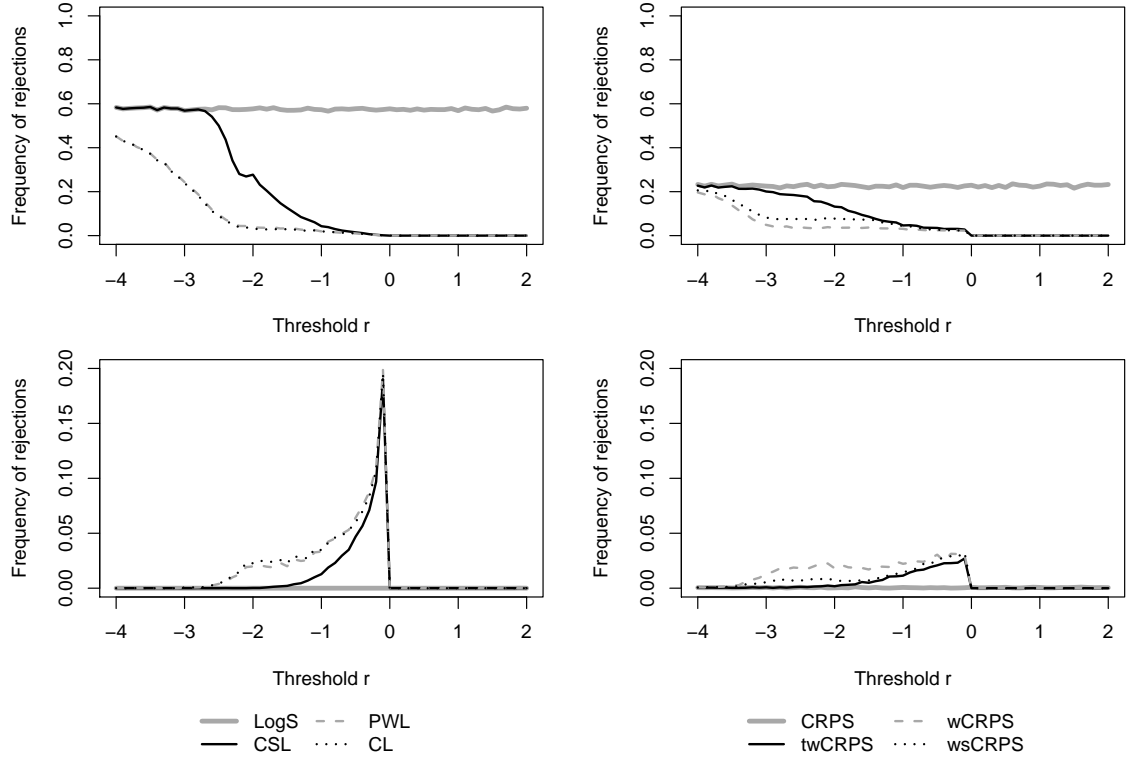 Frequency of rejections
0.0 0.2 0.4 0.6 0.8 1.0
−4 −3 −2 −1 0 1 2
Threshold r
Frequency of rejections
0.0 0.2 0.4 0.6 0.8 1.0
−4 −3 −2 −1 0 1 2
Threshold r
Frequency of rejections
0.00 0.05 0.10 0.15 0.20
−4 −3 −2 −1 0 1 2
Threshold r
Frequency of rejections
0.00 0.05 0.10 0.15 0.20
−4 −3 −2 −1 0 1 2
Threshold r
LogS PWL
CSL CL
CRPS wCRPS
twCRPS wsCRPS